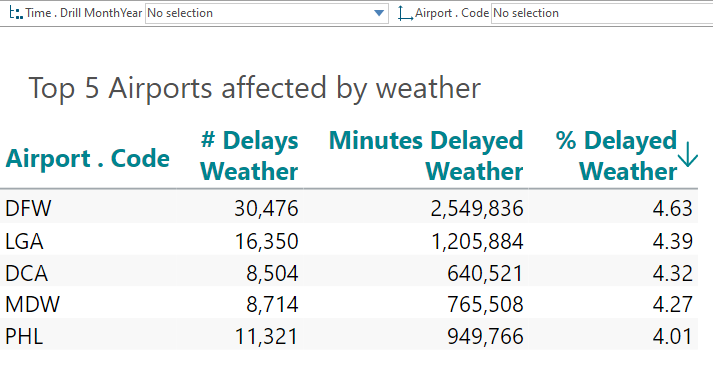 Time . Drill MonthYear No selection Airport . Code No selection
Top 5 Airports affected by weather
Airport . Code # Delays Weather Minutes Delayed Weather % Delayed Weather
DFW 30,476 2,549,836 4.63
LGA 16,350 1,205,884 4.39
DCA 8,504 640,521 4.32
MDW 8,714 765,508 4.27
PHL 11,321 949,766 4.01